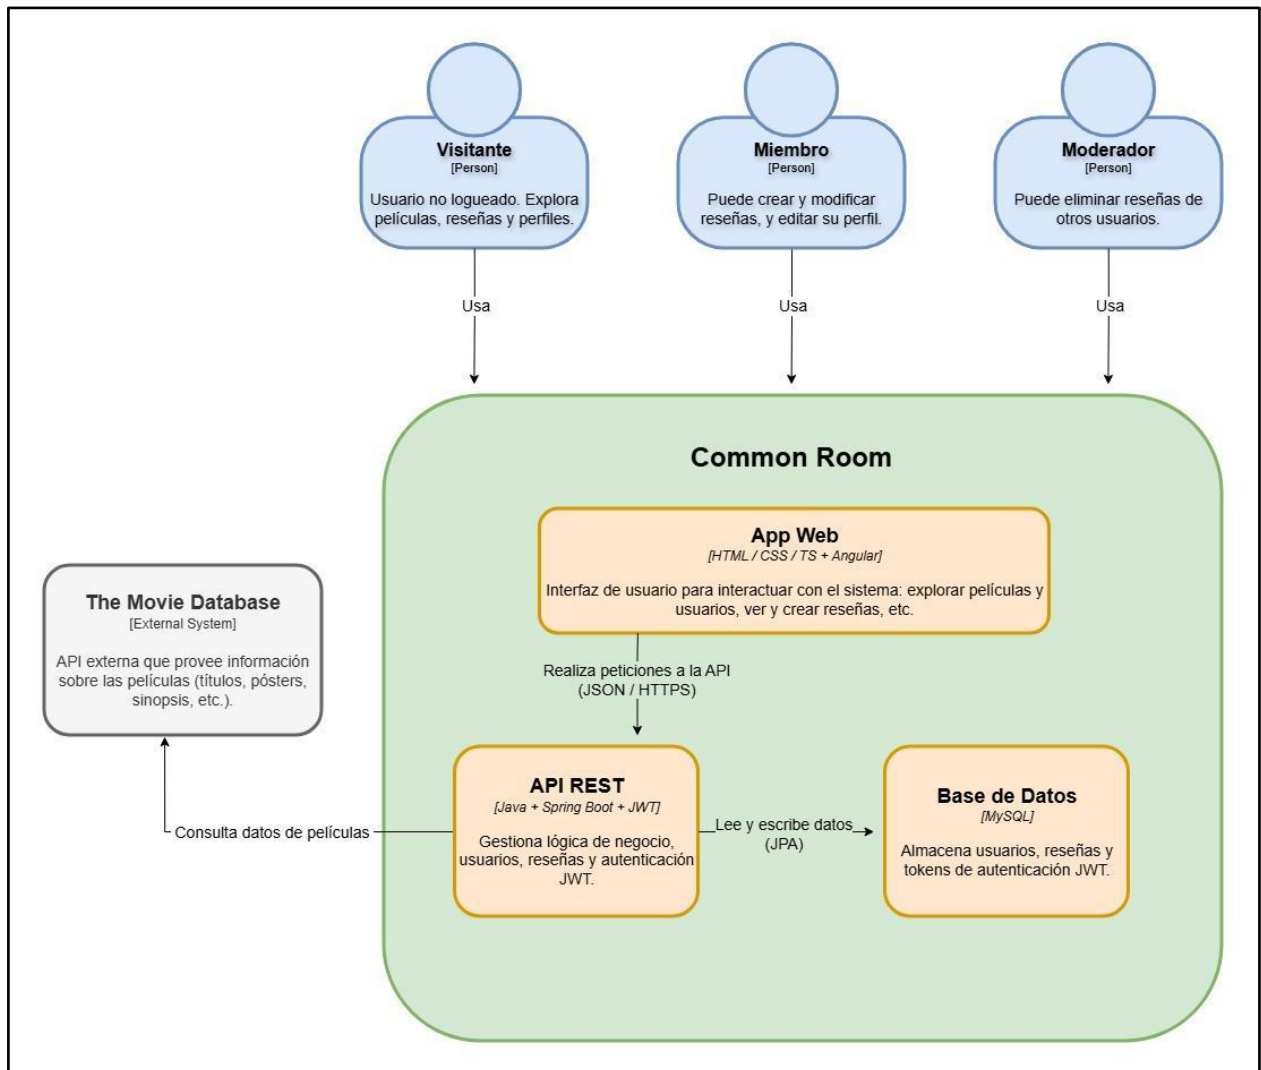 Visitante
[Person]
Usuario no logueado. Explora
películas, reseñas y perfiles.
Miembro
[Person]
Puede crear y modificar
reseñas, y editar su perfil.
Moderador
[Person]
Puede eliminar reseñas de
otros usuarios.
Usa
Usa
Usa
Common Room
App Web
[HTML / CSS / TS + Angular]
Interfaz de usuario para interactuar con el sistema: explorar películas y
usuarios, ver y crear reseñas, etc.
The Movie Database
[External System]
API externa que provee información
sobre las películas (títulos, pósters,
sinopsis, etc.).
Realiza peticiones a la API
(JSON / HTTPS)
API REST
[Java + Spring Boot + JWT]
Gestiona lógica de negocio,
usuarios, reseñas y autenticación
JWT.
Consulta datos de películas
Lee y escribe datos
(JPA)
Base de Datos
[MySQL]
Almacena usuarios, reseñas y
tokens de autenticación JWT.